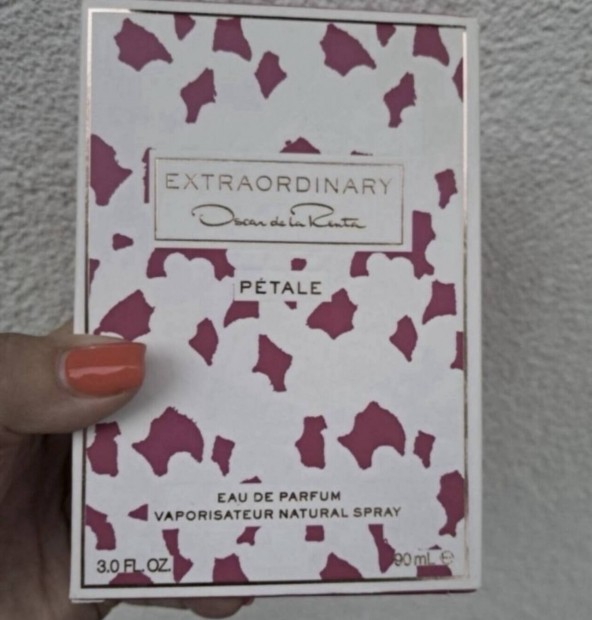 EXTRAORDINARY
Oscar de la Renta
PÉTALE
EAU DE PARFUM
VAPORISATEUR NATURAL SPRAY
3.0 FL. OZ. 90 mL ℮